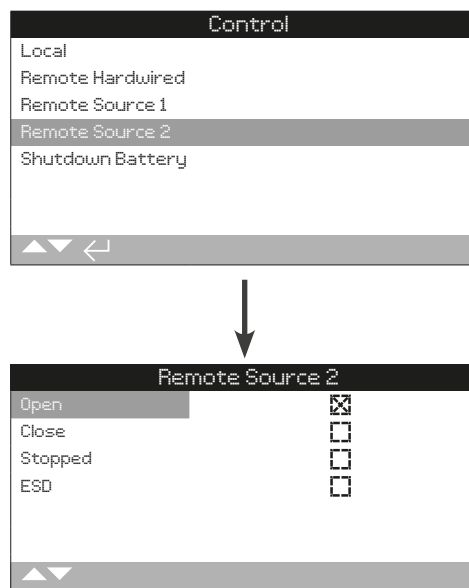 Control
Local
Remote Hardwired
Remote Source 1
Remote Source 2
Shutdown Battery
Remote Source 2
Open
Close
Stopped
ESD